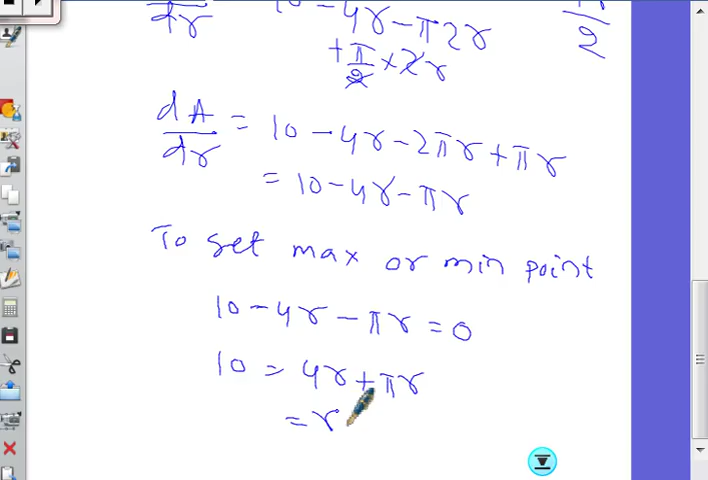 dr 10 - 4r - π2r π/2
+ π/2 × 2r
dA/dr = 10 - 4r - 2πr + πr
= 10 - 4r - πr
To get max or min point
10 - 4r - πr = 0
10 = 4r + πr
= r